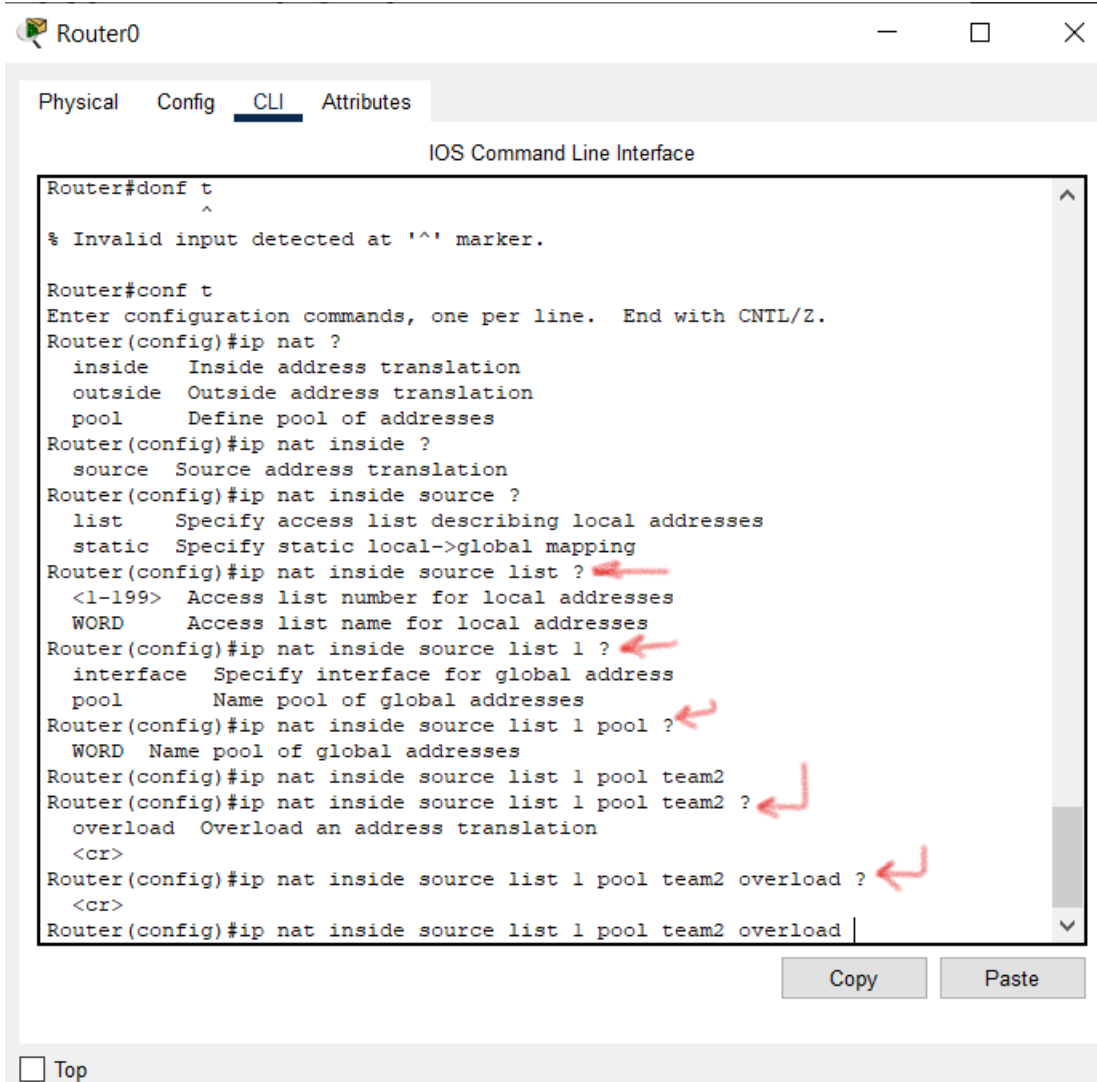 Router0
Physical Config CLI Attributes
IOS Command Line Interface
Router#donf t
^
% Invalid input detected at '^' marker.
Router#conf t
Enter configuration commands, one per line. End with CNTL/Z.
Router(config)#ip nat ?
inside Inside address translation
outside Outside address translation
pool Define pool of addresses
Router(config)#ip nat inside ?
source Source address translation
Router(config)#ip nat inside source ?
list Specify access list describing local addresses
static Specify static local->global mapping
Router(config)#ip nat inside source list ?
<1-199> Access list number for local addresses
WORD Access list name for local addresses
Router(config)#ip nat inside source list 1 ?
interface Specify interface for global address
pool Name pool of global addresses
Router(config)#ip nat inside source list 1 pool ?
WORD Name pool of global addresses
Router(config)#ip nat inside source list 1 pool team2
Router(config)#ip nat inside source list 1 pool team2 ?
overload Overload an address translation
<cr>
Router(config)#ip nat inside source list 1 pool team2 overload ?
<cr>
Router(config)#ip nat inside source list 1 pool team2 overload
Copy Paste
Top